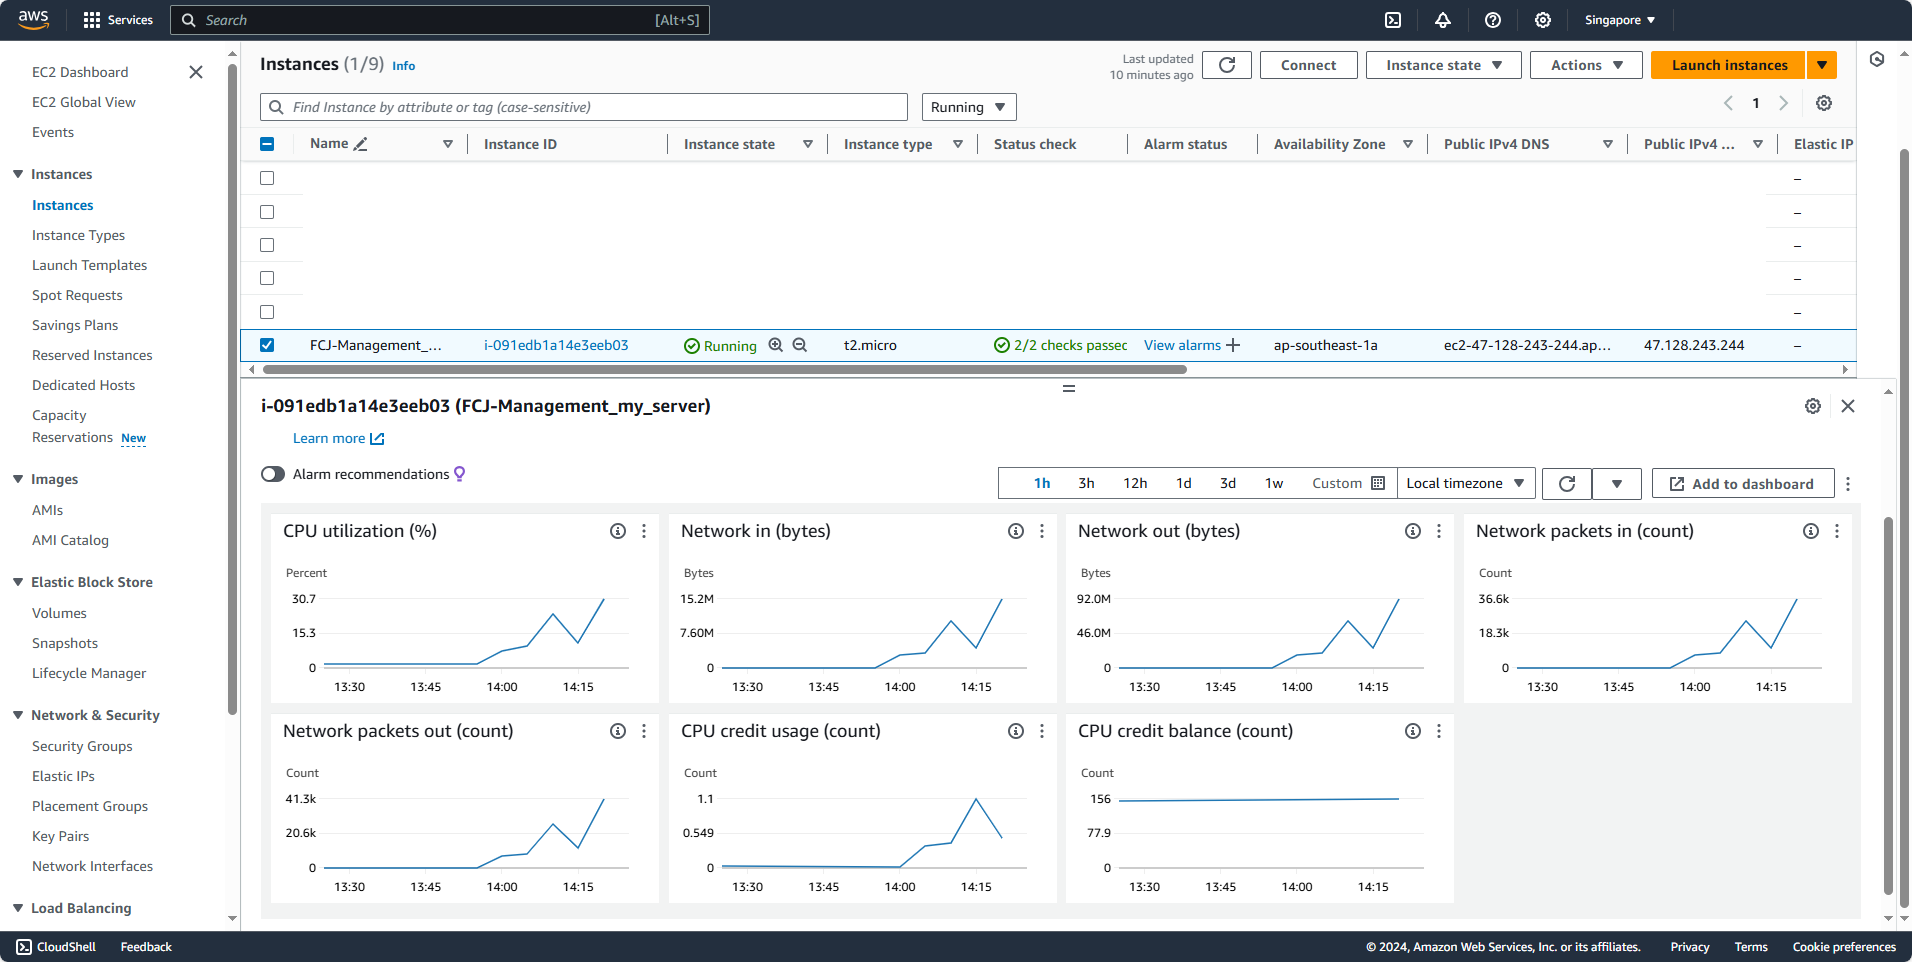 aws
Services
Search
[Alt+S]
Singapore
EC2 Dashboard
EC2 Global View
Events
Instances
Instances
Instance Types
Launch Templates
Spot Requests
Savings Plans
Reserved Instances
Dedicated Hosts
Capacity
Reservations New
Images
AMIs
AMI Catalog
Elastic Block Store
Volumes
Snapshots
Lifecycle Manager
Network & Security
Security Groups
Elastic IPs
Placement Groups
Key Pairs
Network Interfaces
Load Balancing
Instances (1/9) Info
Last updated
10 minutes ago
Connect
Instance state
Actions
Launch instances
Find Instance by attribute or tag (case-sensitive)
Running
1
Name Instance ID Instance state Instance type Status check Alarm status Availability Zone Public IPv4 DNS Public IPv4 ... Elastic IP
–
–
–
–
–
FCJ-Management_... i-091edb1a14e3eeb03 Running t2.micro 2/2 checks passec View alarms ap-southeast-1a ec2-47-128-243-244.ap... 47.128.243.244 –
i-091edb1a14e3eeb03 (FCJ-Management_my_server)
Learn more
Alarm recommendations
1h 3h 12h 1d 3d 1w Custom Local timezone
Add to dashboard
CPU utilization (%)
Percent
30.7
15.3
0
13:30 13:45 14:00 14:15
Network in (bytes)
Bytes
15.2M
7.60M
0
13:30 13:45 14:00 14:15
Network out (bytes)
Bytes
92.0M
46.0M
0
13:30 13:45 14:00 14:15
Network packets in (count)
Count
36.6k
18.3k
0
13:30 13:45 14:00 14:15
Network packets out (count)
Count
41.3k
20.6k
0
13:30 13:45 14:00 14:15
CPU credit usage (count)
Count
1.1
0.549
0
13:30 13:45 14:00 14:15
CPU credit balance (count)
Count
156
77.9
0
13:30 13:45 14:00 14:15
CloudShell Feedback
© 2024, Amazon Web Services, Inc. or its affiliates. Privacy Terms Cookie preferences